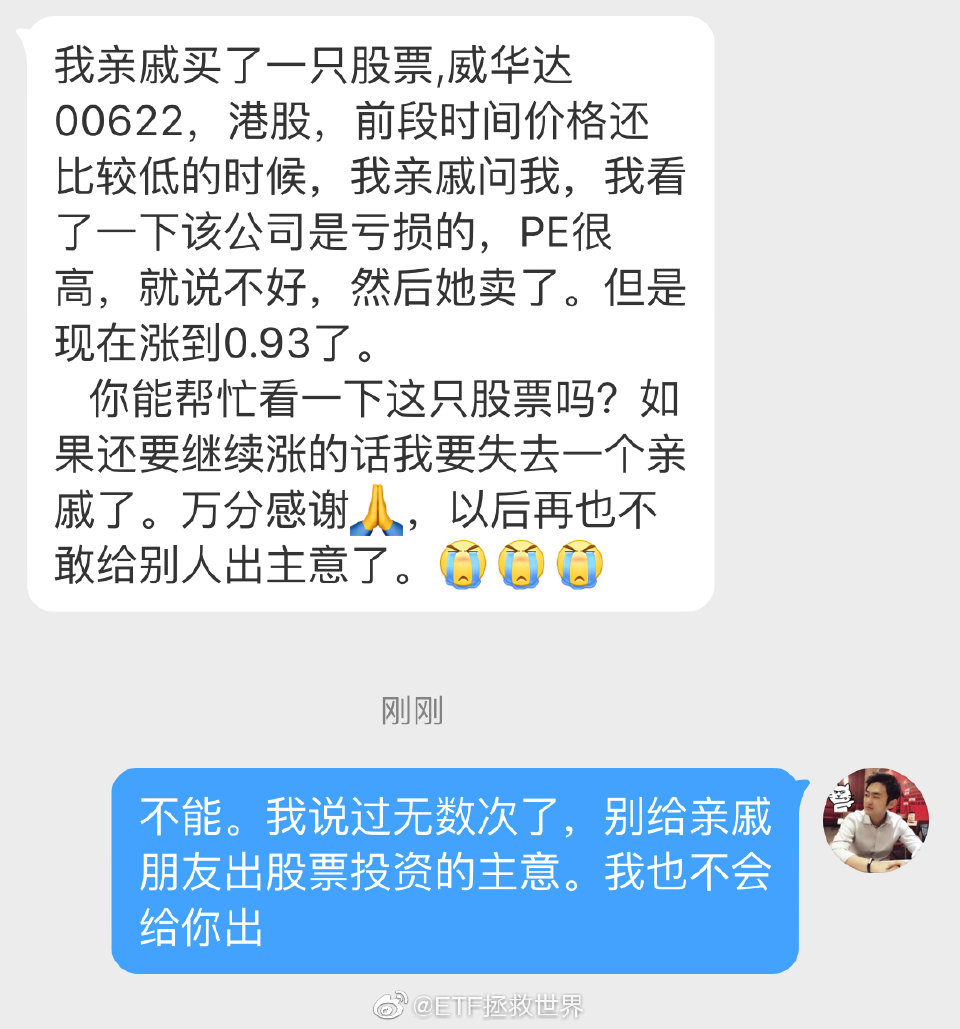 我亲戚买了一只股票,威华达
00622，港股，前段时间价格还
比较低的时候，我亲戚问我，我看
了一下该公司是亏损的，PE很
高，就说不好，然后她卖了。但是
现在涨到0.93了。
你能帮忙看一下这只股票吗？如
果还要继续涨的话我要失去一个亲
戚了。万分感谢🙏，以后再也不
敢给别人出主意了。😭😭😭
刚刚
不能。我说过无数次了，别给亲戚
朋友出股票投资的主意。我也不会
给你出
@ETF拯救世界